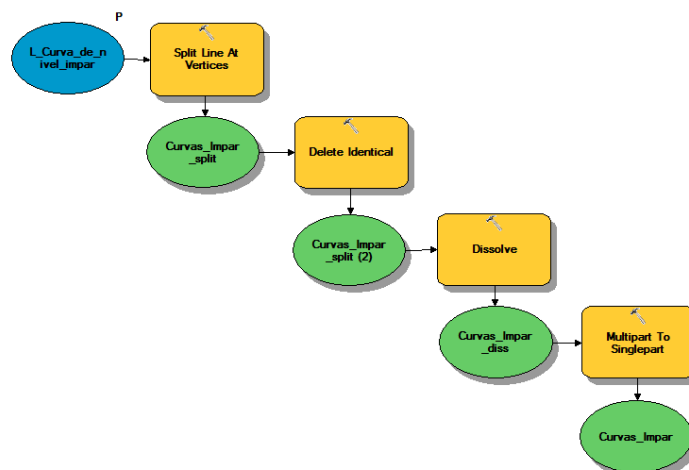 P
L_Curva_de_n
ivel_impar
Split Line At
Vertices
Curvas_Impar
_split
Delete Identical
Curvas_Impar
_split (2)
Dissolve
Curvas_Impar
_diss
Multipart To
Singlepart
Curvas_Impar